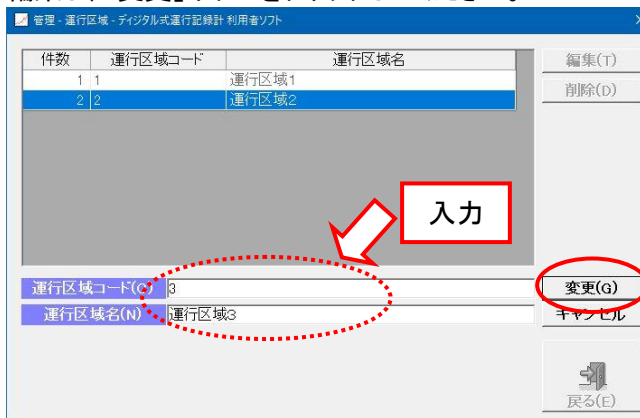 管理 - 運行区域 - ディジタル式運行記録計 利用者ソフト
件数 運行区域コード 運行区域名
1 1 運行区域1
2 2 運行区域2
編集(T)
削除(D)
入力
運行区域コード(C) 3
運行区域名(N) 運行区域3
変更(G)
キャンセル
戻る(E)